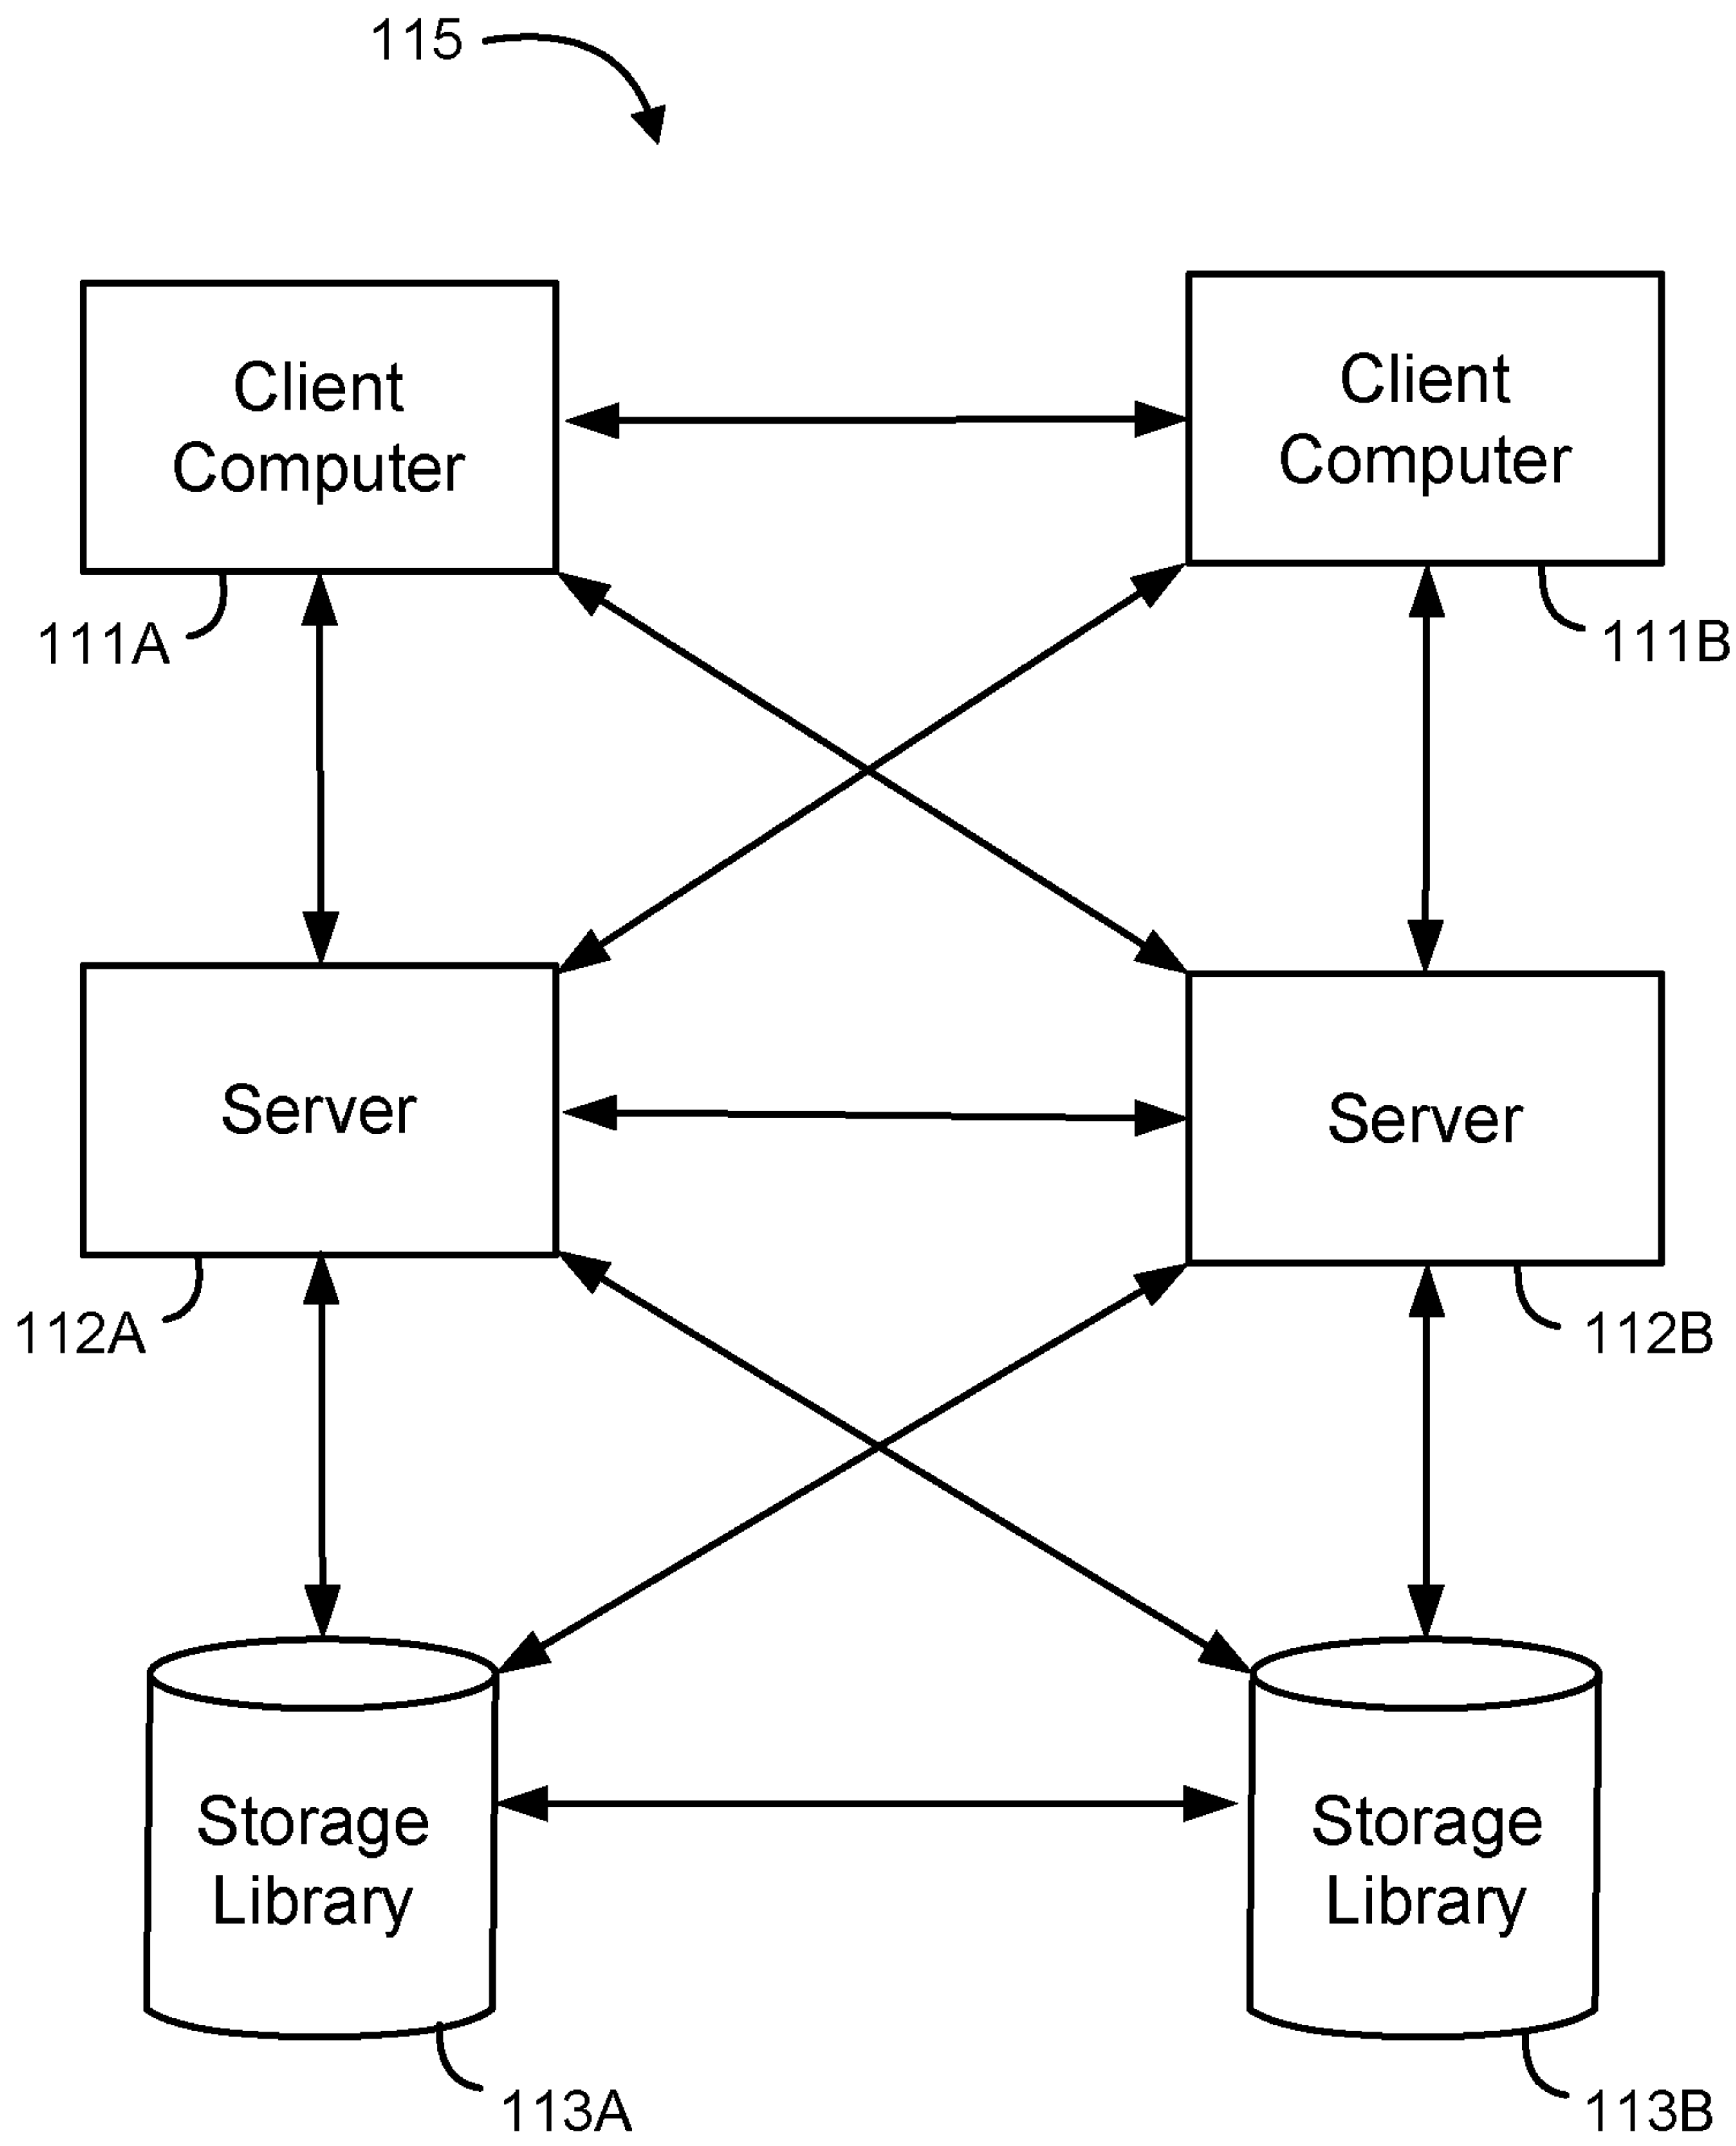 115
Client
Computer
Client
Computer
111A
111B
Server
Server
112A
112B
Storage
Library
Storage
Library
113A
113B